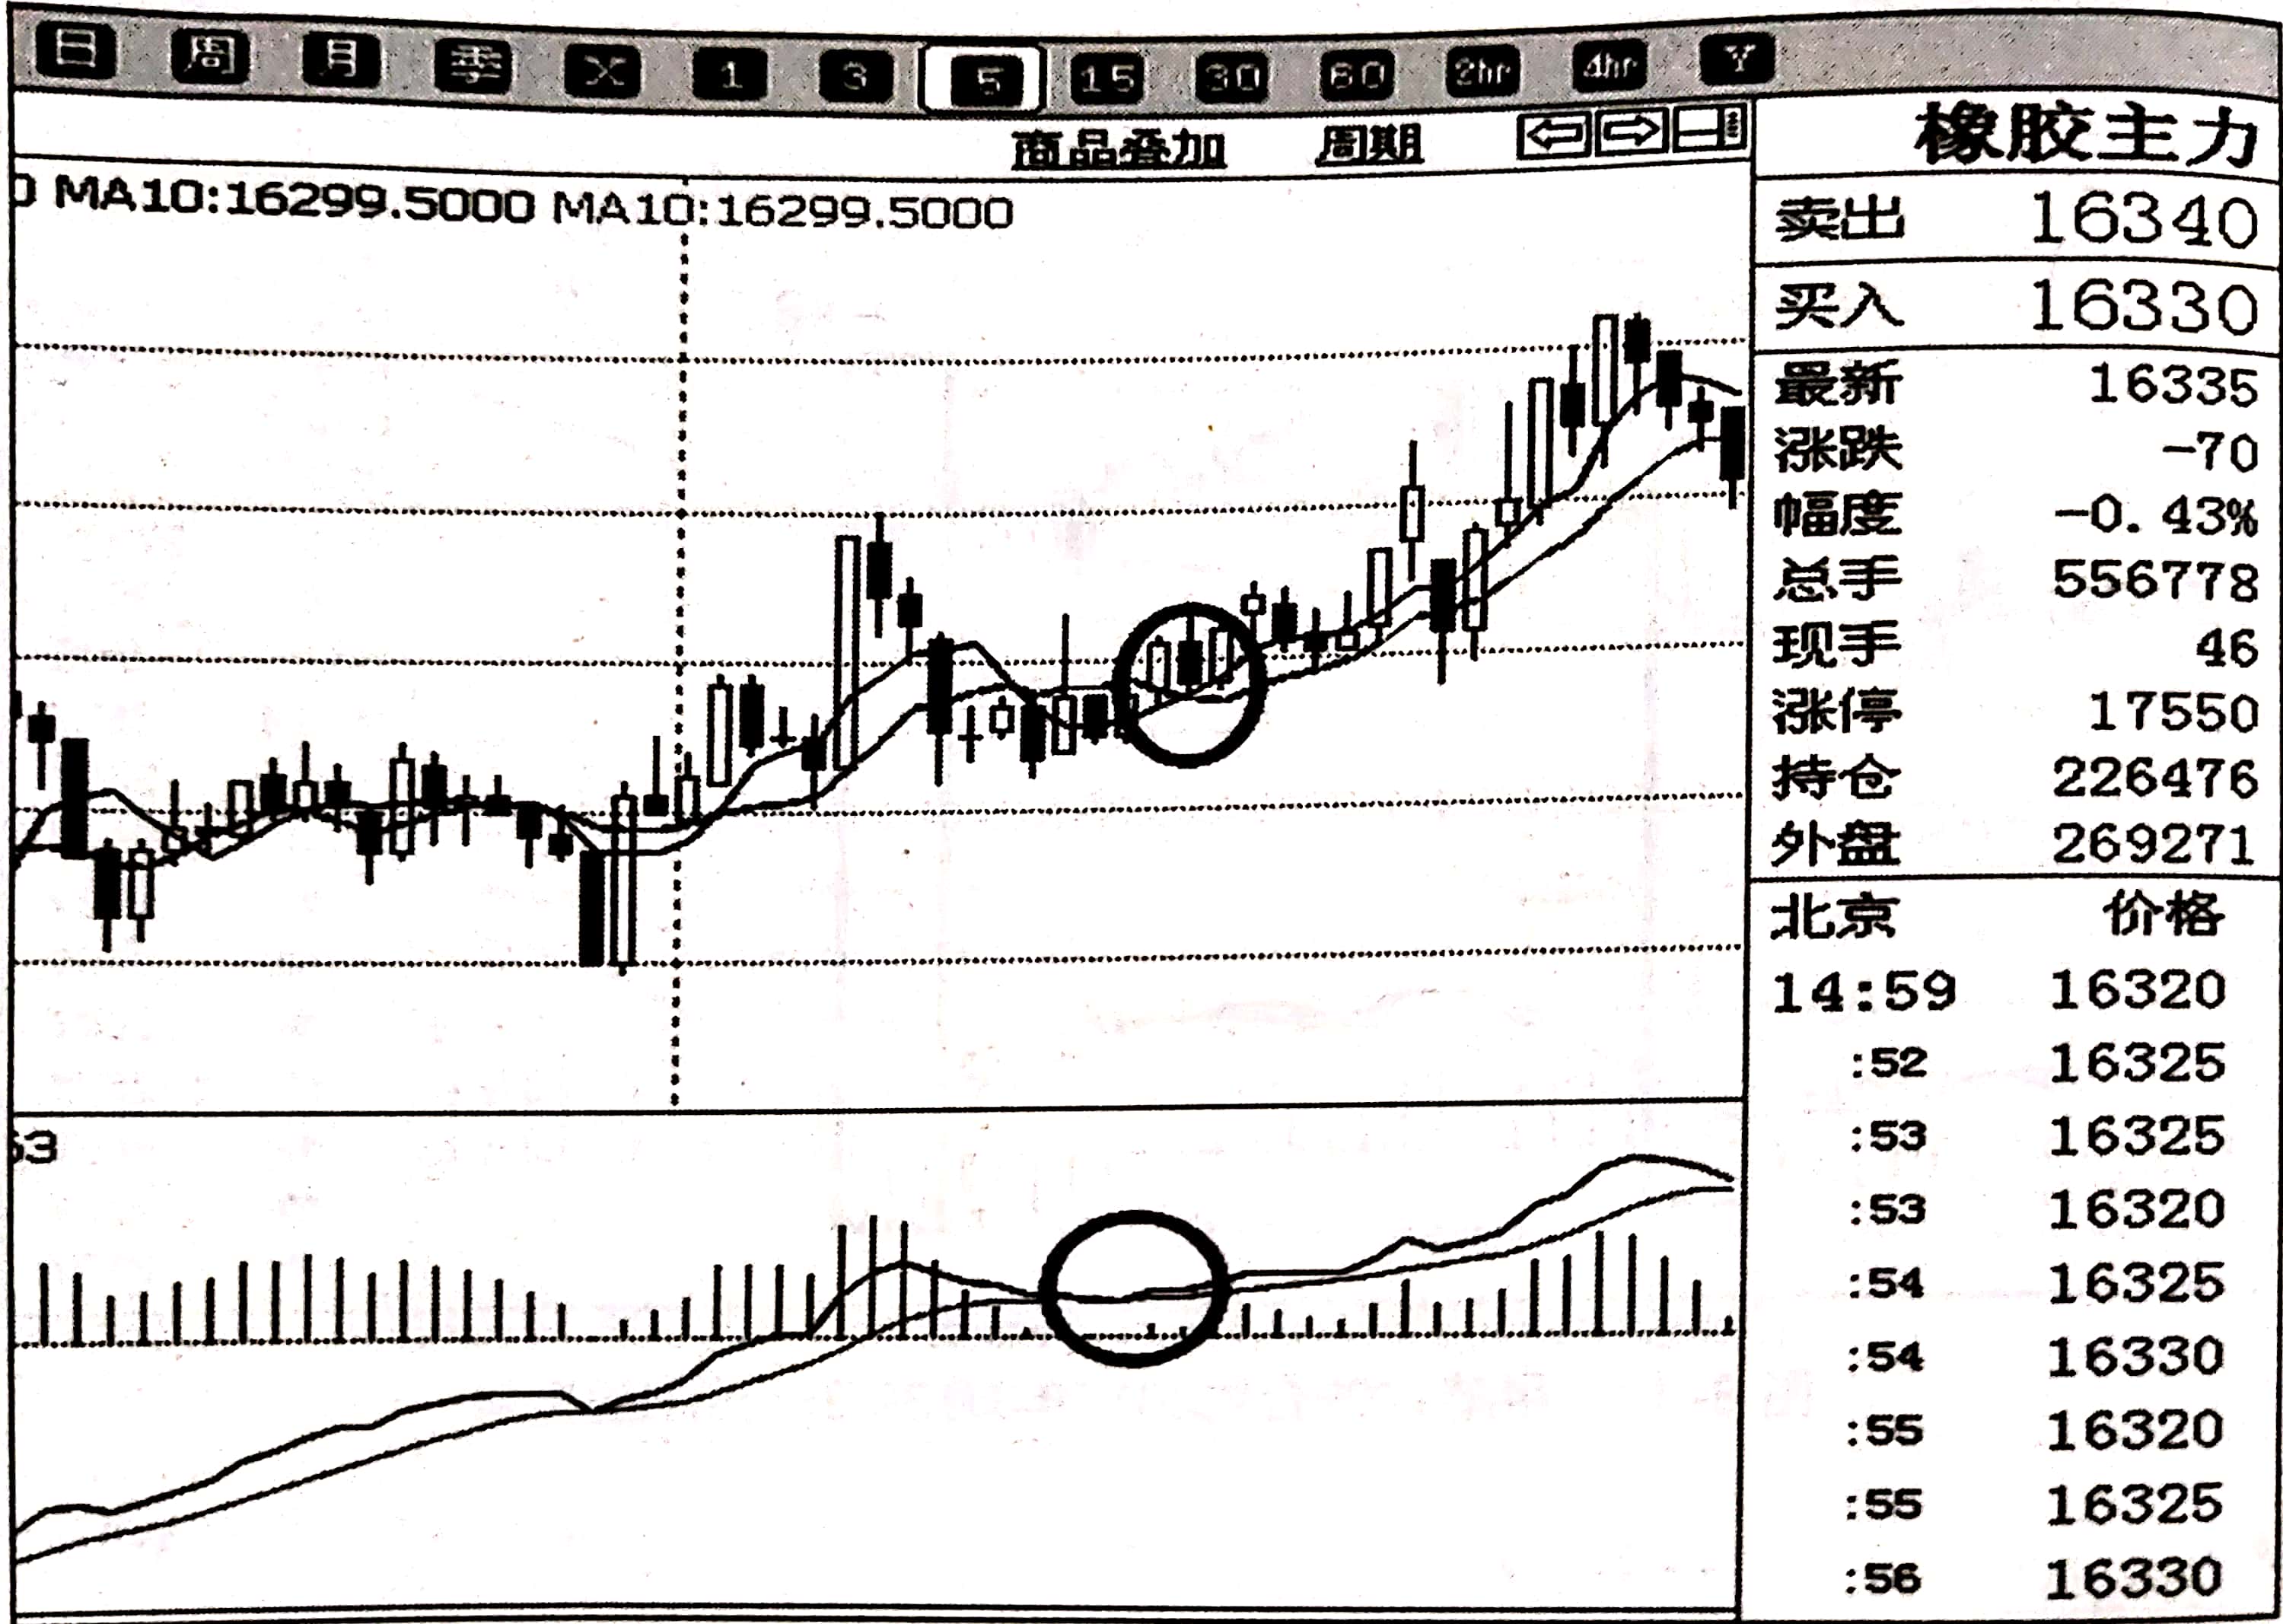 日 周 月 季 X 1 3 5 15 30 60 2hr 4hr Y
商品叠加 周期
橡胶主力
MA10:16299.5000 MA10:16299.5000
卖出 16340
买入 16330
最新 16335
涨跌 -70
幅度 -0.43%
总手 556778
现手 46
涨停 17550
持仓 226476
外盘 269271
北京 价格
14:59 16320
:52 16325
:53 16325
:53 16320
:54 16325
:54 16330
:55 16320
:55 16325
:56 16330